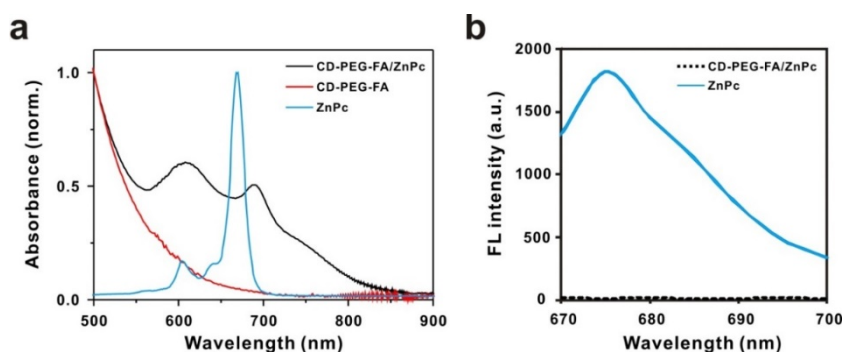 a
Absorbance (norm.)
1.0
0.5
0.0
500
600
700
800
900
Wavelength (nm)
CD-PEG-FA/ZnPc
CD-PEG-FA
ZnPc
b
FL intensity (a.u.)
2000
1500
1000
500
0
670
680
690
700
Wavelength (nm)
CD-PEG-FA/ZnPc
ZnPc